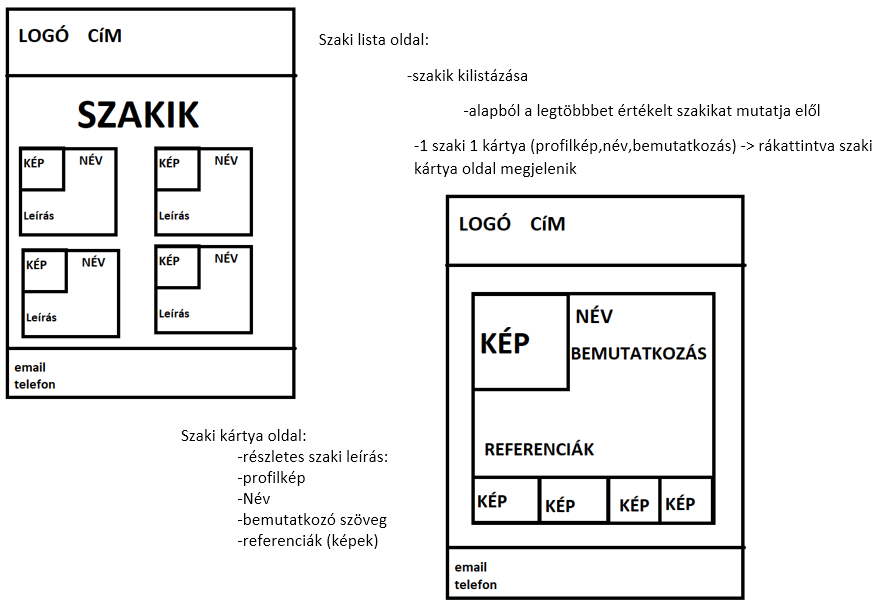 LOGÓ CíM
SZAKIK
KÉP NÉV
Leírás
KÉP NÉV
Leírás
KÉP NÉV
Leírás
KÉP NÉV
Leírás
email
telefon
Szaki lista oldal:
-szakik kilistázása
-alapból a legtöbbbet értékelt szakikat mutatja elől
-1 szaki 1 kártya (profilkép,név,bemutatkozás) -> rákattintva szaki
kártya oldal megjelenik
Szaki kártya oldal:
-részletes szaki leírás:
-profilkép
-Név
-bemutatkozó szöveg
-referenciák (képek)
LOGÓ CíM
KÉP
NÉV
BEMUTATKOZÁS
REFERENCIÁK
KÉP KÉP KÉP KÉP
email
telefon